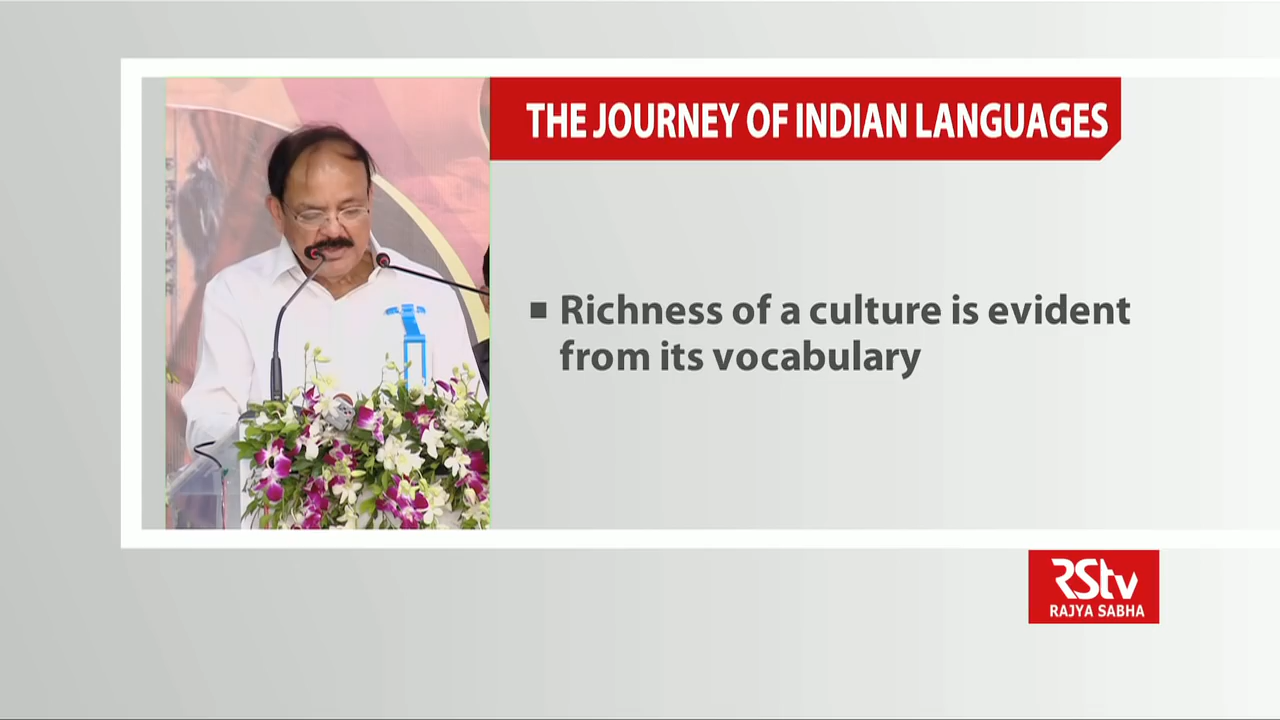 THE JOURNEY OF INDIAN LANGUAGES
▪ Richness of a culture is evident
from its vocabulary
RStv
RAJYA SABHA